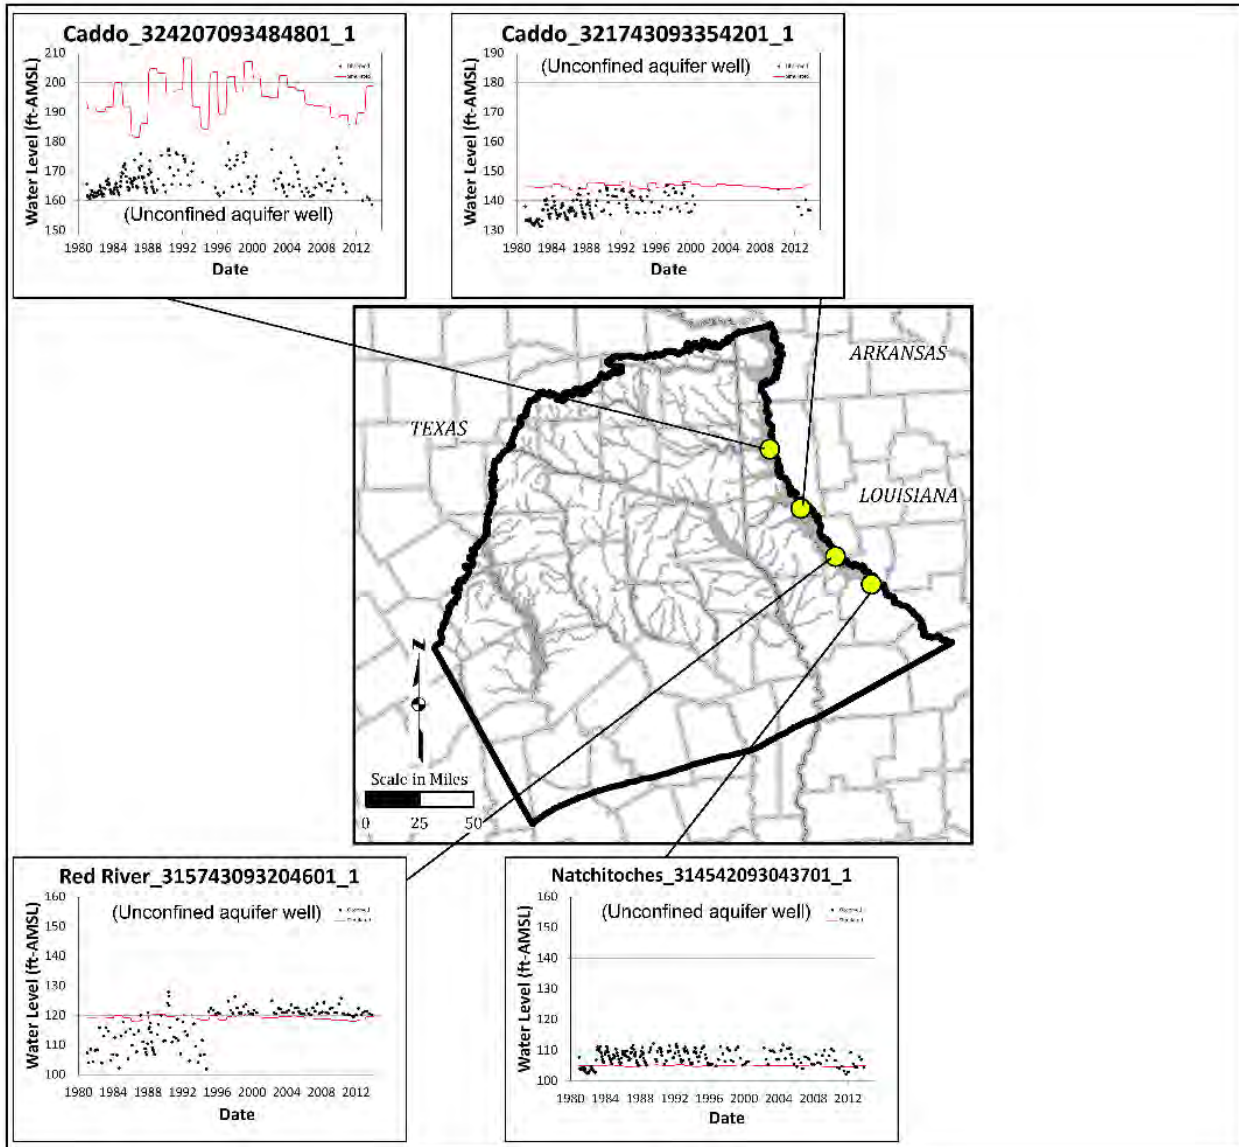 Caddo_324207093484801_1
210
200
190
180
170
160
150
Water Level (ft-AMSL)
(Unconfined aquifer well)
1980 1984 1988 1992 1996 2000 2004 2008 2012
Date
Caddo_321743093354201_1
(Unconfined aquifer well)
190
180
170
160
150
140
130
Water Level (ft-AMSL)
1980 1984 1988 1992 1996 2000 2004 2008 2012
Date
ARKANSAS
TEXAS
LOUISIANA
Scale in Miles
0 25 50
Red River_315743093204601_1
(Unconfined aquifer well)
160
150
140
130
120
110
100
Water Level (ft-AMSL)
1980 1984 1988 1992 1996 2000 2004 2008 2012
Date
Natchitoches_314542093043701_1
(Unconfined aquifer well)
160
150
140
130
120
110
100
Water Level (ft-AMSL)
1980 1984 1988 1992 1996 2000 2004 2008 2012
Date